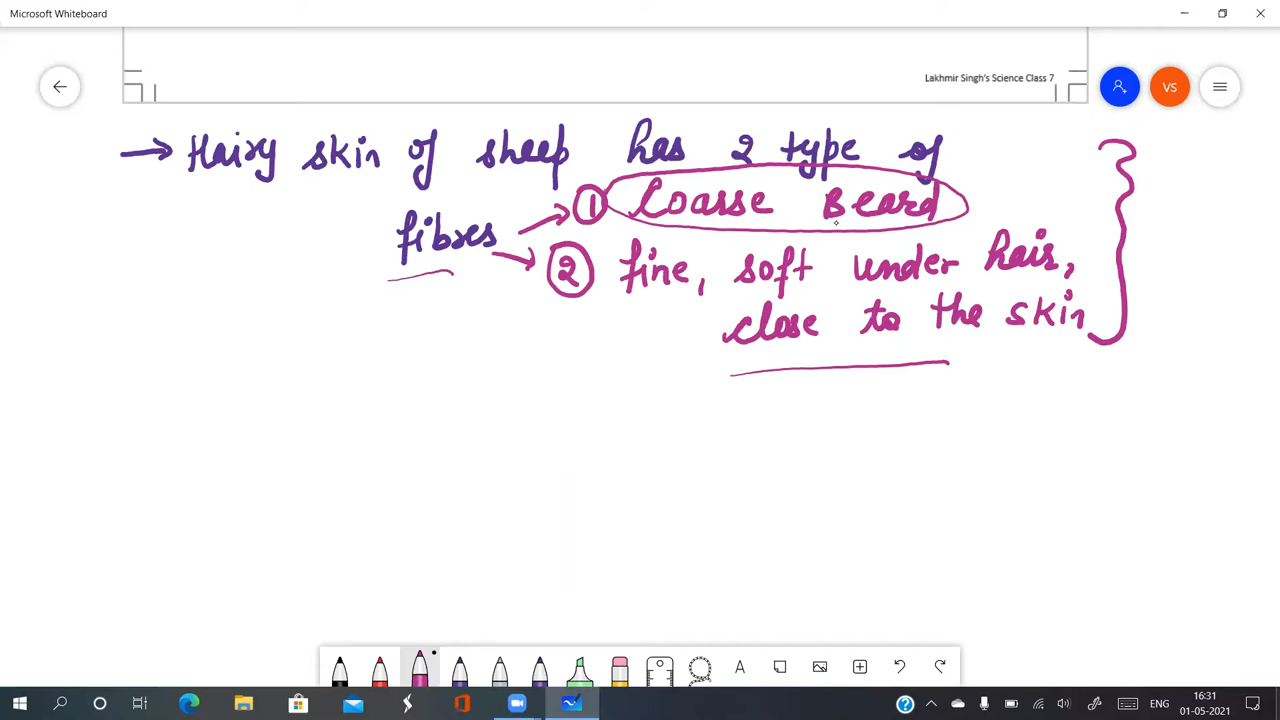 Microsoft Whiteboard
Lakhmir Singh's Science Class 7
VS
→ Hairy skin of sheep has 2 type of
fibres
① Coarse Beard
② fine, soft under hair,
close to the skin
A
ENG
16:31
01-05-2021